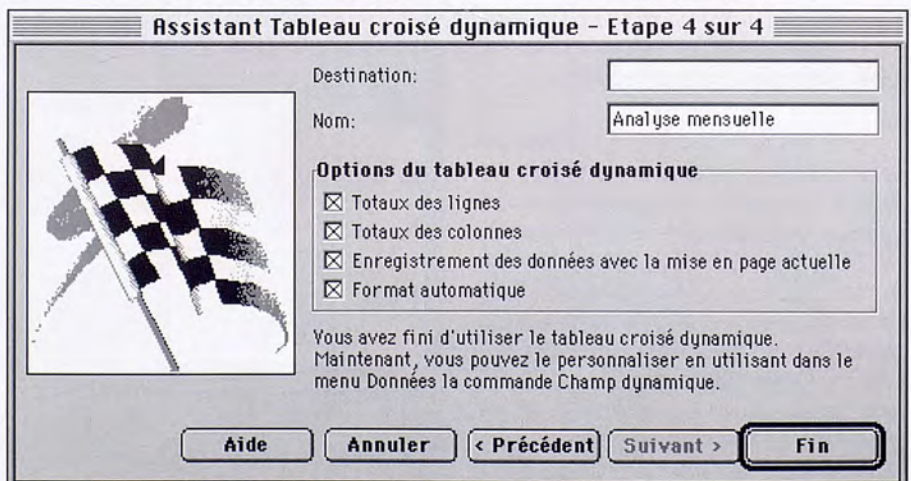 Assistant Tableau croisé dynamique - Etape 4 sur 4
Destination:
Nom:
Analyse mensuelle
Options du tableau croisé dynamique
Totaux des lignes
Totaux des colonnes
Enregistrement des données avec la mise en page actuelle
Format automatique
Vous avez fini d'utiliser le tableau croisé dynamique.
Maintenant, vous pouvez le personnaliser en utilisant dans le
menu Données la commande Champ dynamique.
Aide
Annuler
< Précédent
Suivant >
Fin